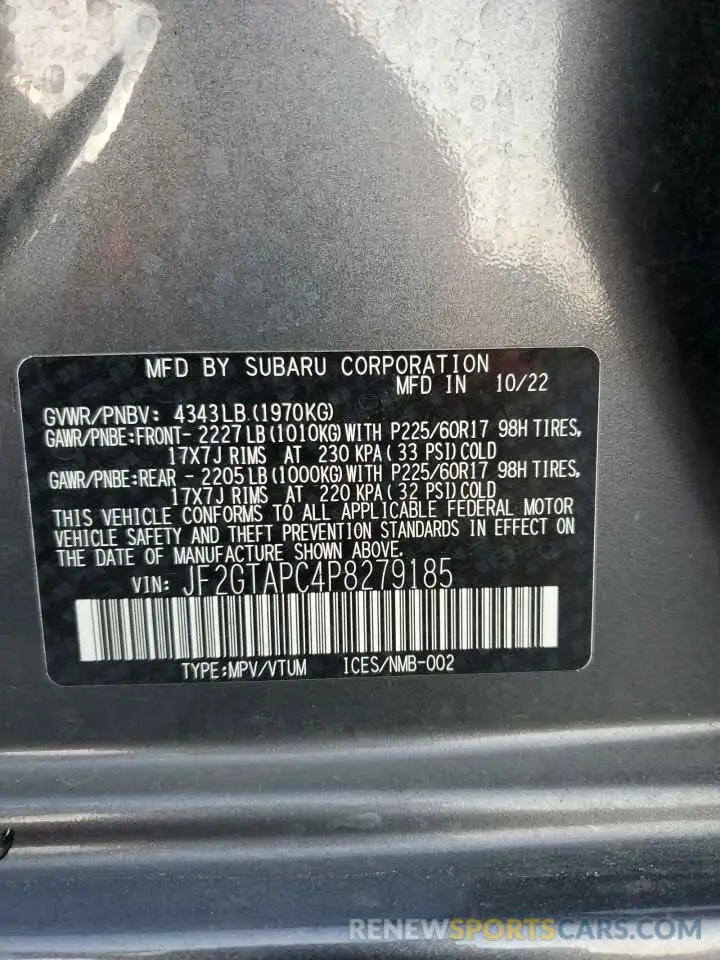 MFD BY SUBARU CORPORATION
MFD IN 10/22
GVWR/PNBV: 4343LB(1970KG)
GAWR/PNBE:FRONT- 2227LB(1010KG)WITH P225/60R17 98H TIRES,
17X7J RIMS AT 230 KPA(33 PSI)COLD
GAWR/PNBE:REAR - 2205LB(1000KG)WITH P225/60R17 98H TIRES,
17X7J RIMS AT 220 KPA(32 PSI)COLD
THIS VEHICLE CONFORMS TO ALL APPLICABLE FEDERAL MOTOR
VEHICLE SAFETY AND THEFT PREVENTION STANDARDS IN EFFECT ON
THE DATE OF MANUFACTURE SHOWN ABOVE.
VIN: JF2GTAPC4P8279185
TYPE:MPV/VTUM ICES/NMB-002
RENEWSPORTSCARS.COM